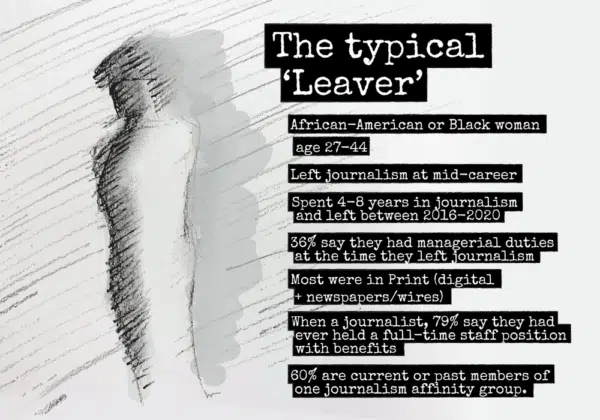 The typical
‘Leaver’
African-American or Black woman
age 27-44
Left journalism at mid-career
Spent 4-8 years in journalism
and left between 2016-2020
36% say they had managerial duties
at the time they left journalism
Most were in Print (digital
+ newspapers/wires)
When a journalist, 79% say they had
ever held a full-time staff position
with benefits
60% are current or past members of
one journalism affinity group.